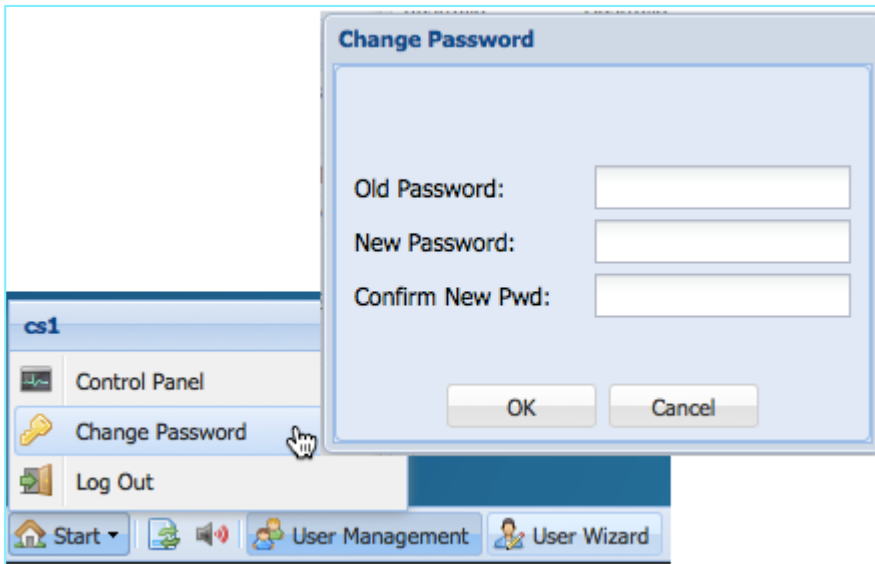 Change Password
Old Password:
New Password:
Confirm New Pwd:
OK Cancel
cs1
Control Panel
Change Password
Log Out
Start User Management User Wizard